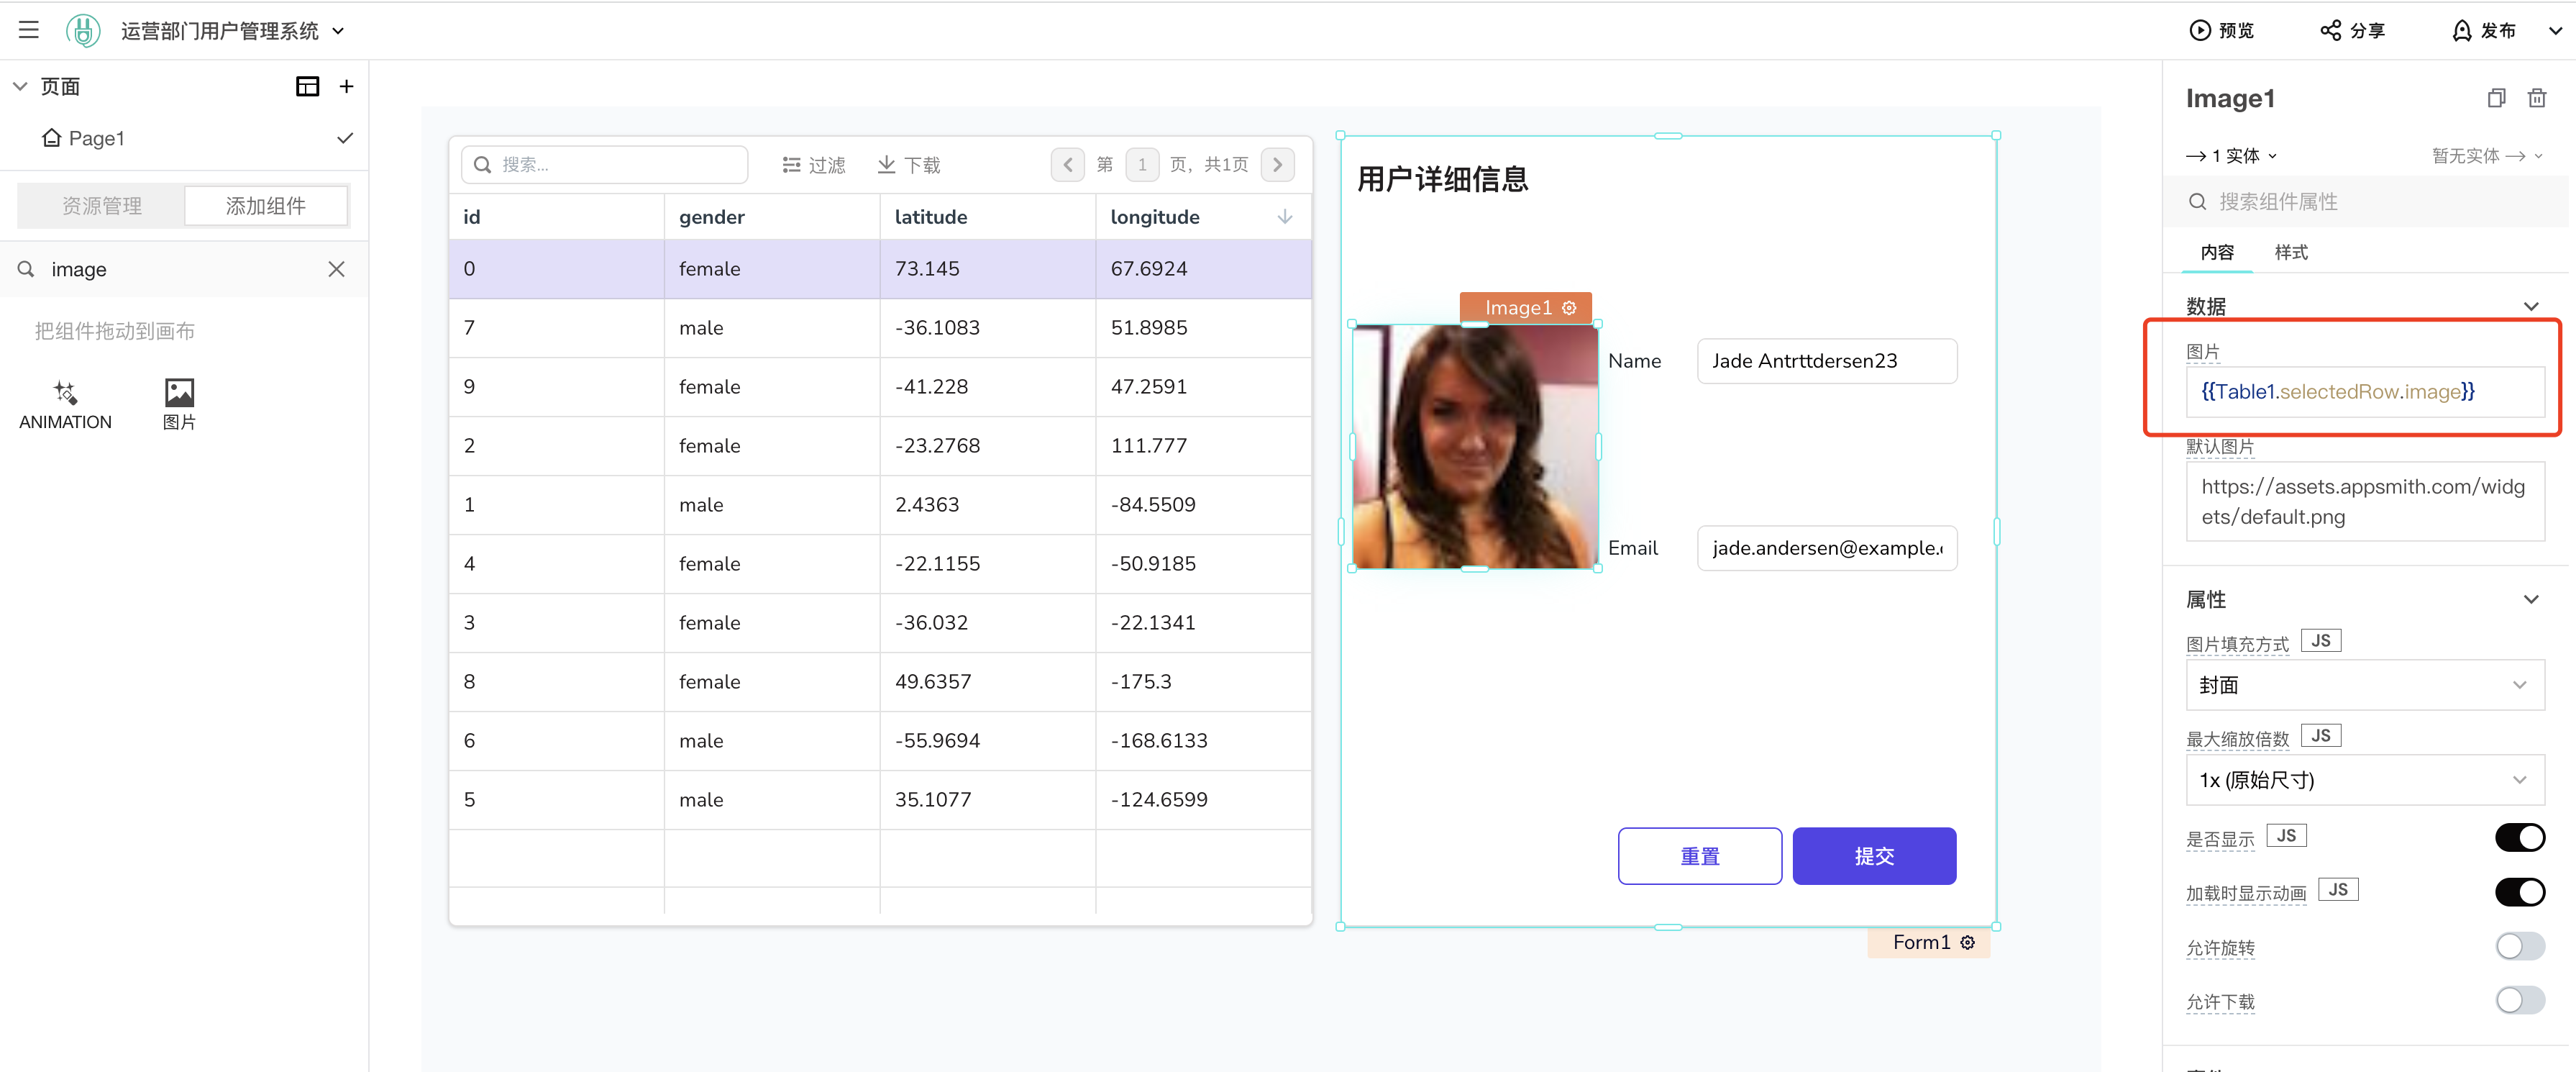 运营部门用户管理系统
预览
分享
发布
页面
Page1
资源管理
添加组件
image
把组件拖动到画布
ANIMATION
图片
搜索...
过滤
下载
第 1 页，共1页
id gender latitude longitude
0 female 73.145 67.6924
7 male -36.1083 51.8985
9 female -41.228 47.2591
2 female -23.2768 111.777
1 male 2.4363 -84.5509
4 female -22.1155 -50.9185
3 female -36.032 -22.1341
8 female 49.6357 -175.3
6 male -55.9694 -168.6133
5 male 35.1077 -124.6599
用户详细信息
Image1
Name
Jade Antrttdersen23
Email
jade.andersen@example.
重置
提交
Form1
Image1
1 实体
暂无实体
搜索组件属性
内容
样式
数据
图片
{{Table1.selectedRow.image}}
默认图片
https://assets.appsmith.com/widg
ets/default.png
属性
图片填充方式 JS
封面
最大缩放倍数 JS
1x (原始尺寸)
是否显示 JS
加载时显示动画 JS
允许旋转
允许下载